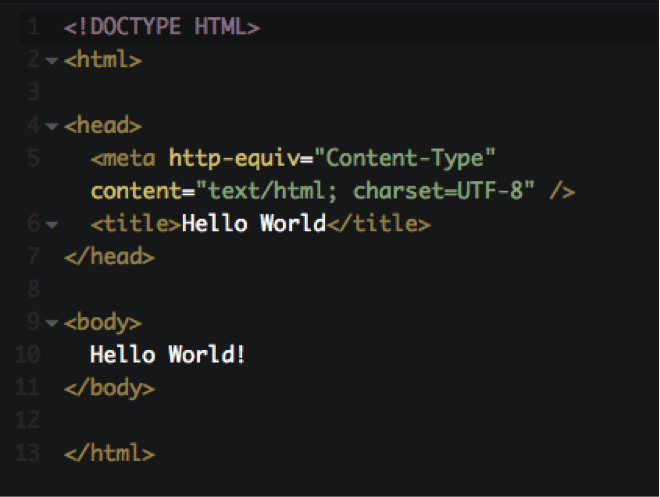 1 <!DOCTYPE HTML>
2 <html>
3
4 <head>
5 <meta http-equiv="Content-Type"
content="text/html; charset=UTF-8" />
6 <title>Hello World</title>
7 </head>
8
9 <body>
10 Hello World!
11 </body>
12
13 </html>